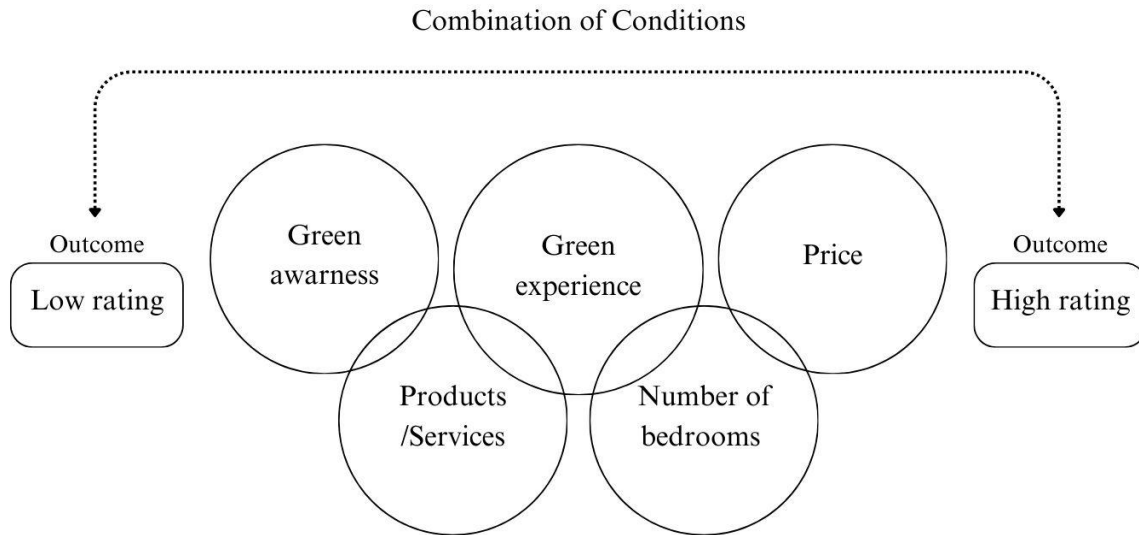 Combination of Conditions
Outcome
Low rating
Green
awarness
Green
experience
Price
Outcome
High rating
Products
/Services
Number of
bedrooms